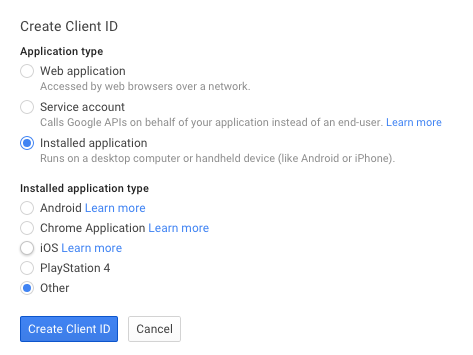 Create Client ID
Application type
Web application
Accessed by web browsers over a network.
Service account
Calls Google APIs on behalf of your application instead of an end-user. Learn more
Installed application
Runs on a desktop computer or handheld device (like Android or iPhone).
Installed application type
Android Learn more
Chrome Application Learn more
iOS Learn more
PlayStation 4
Other
Create Client ID Cancel